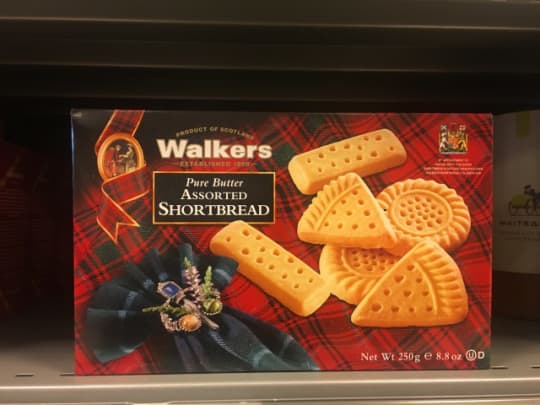 PRODUCT OF SCOTLAND
Walkers
ESTABLISHED 1898
Pure Butter
ASSORTED
SHORTBREAD
Net Wt 250g e 8.8 oz U D